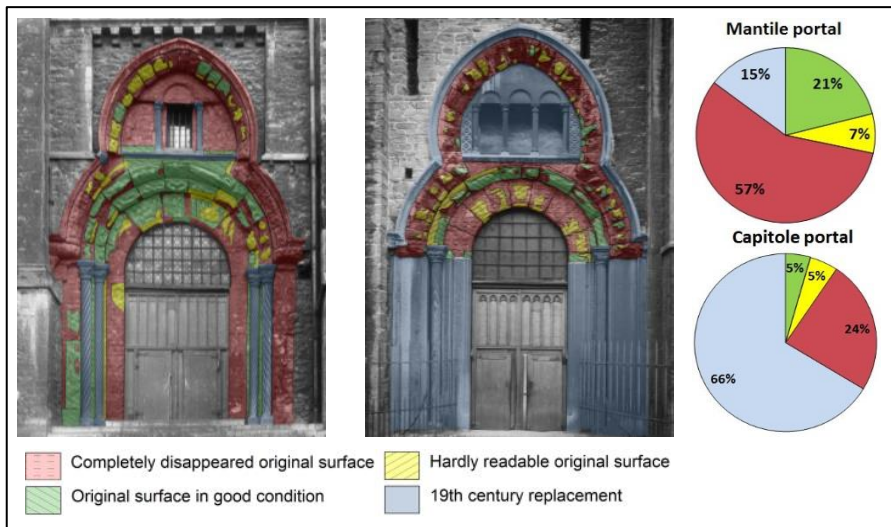 Mantile portal
15%
21%
7%
57%
Capitole portal
5%
5%
24%
66%
Completely disappeared original surface
Hardly readable original surface
Original surface in good condition
19th century replacement